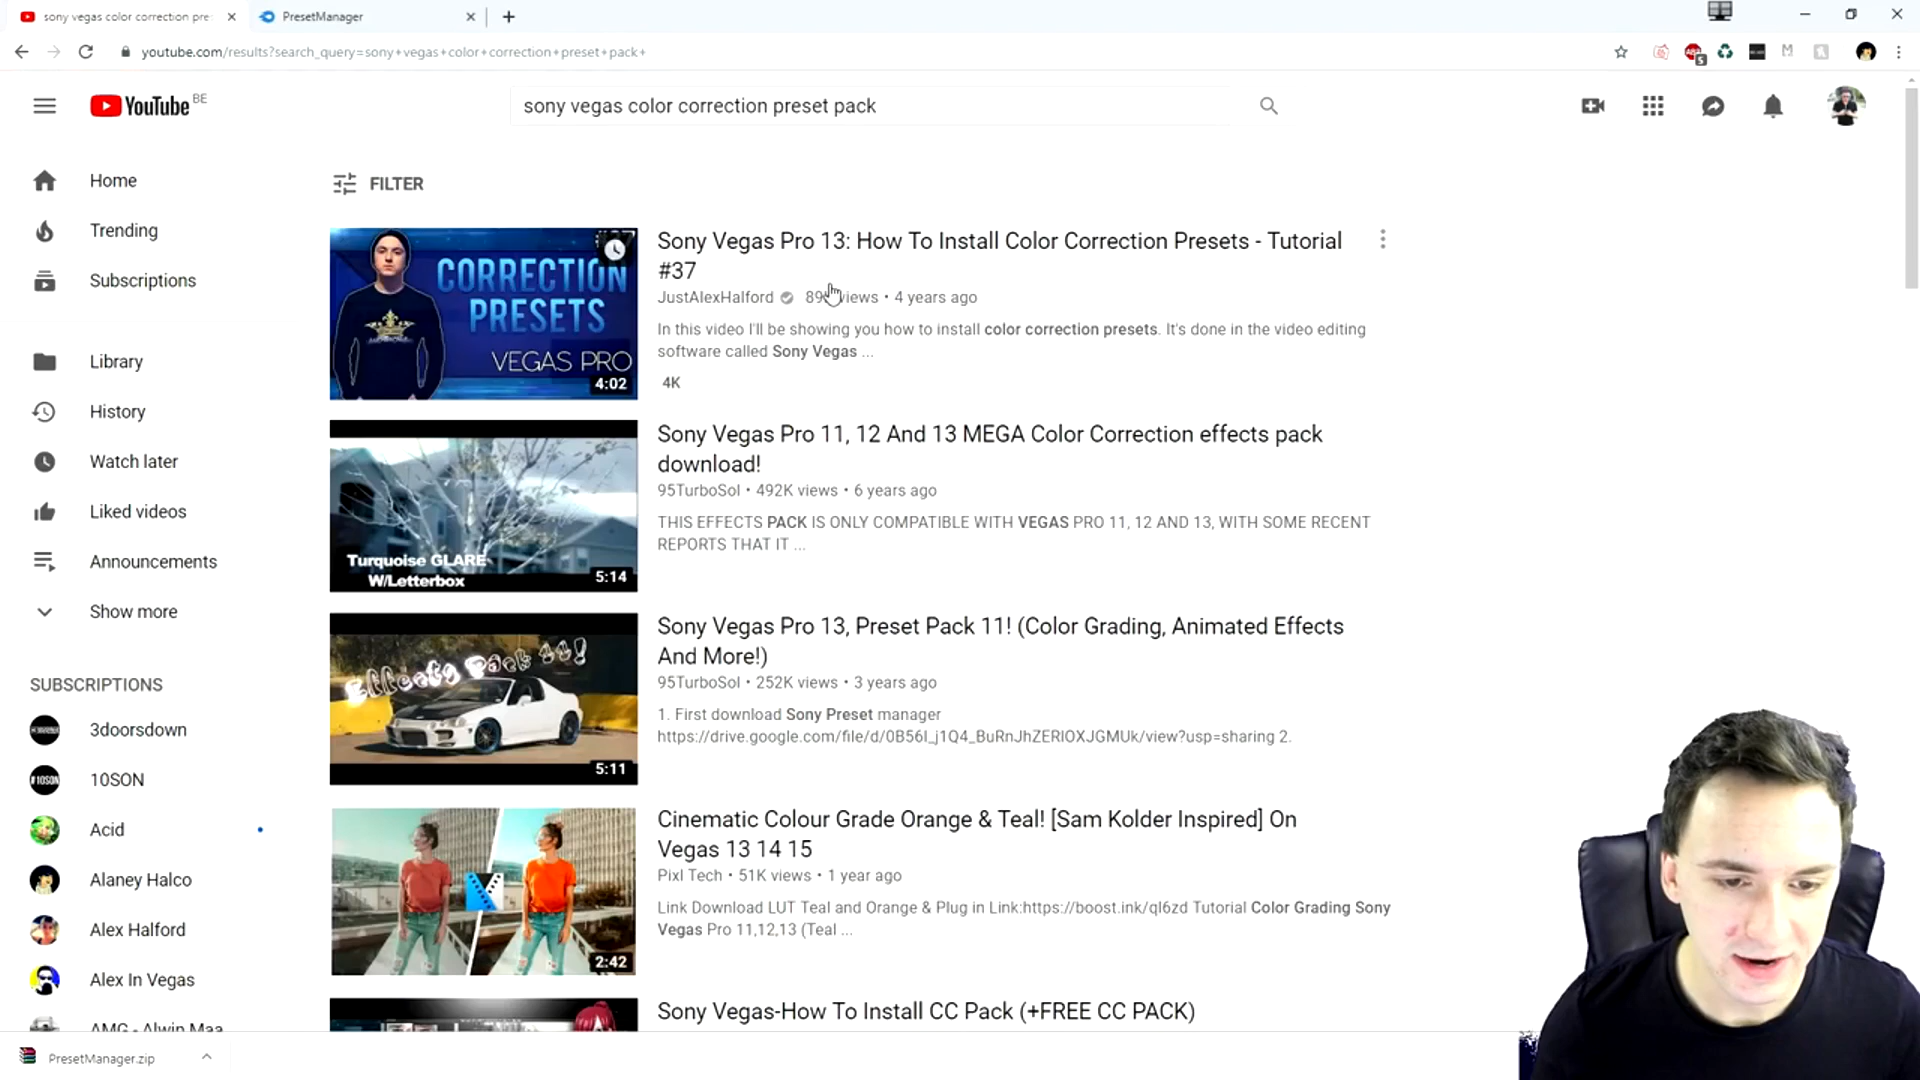 sony vegas color correction pre
PresetManager
youtube.com/results?search_query=sony+vegas+color+correction+preset+pack+
5
YouTube BE
sony vegas color correction preset pack
Home
Trending
Subscriptions
Library
History
Watch later
Liked videos
Announcements
Show more
SUBSCRIPTIONS
3doorsdown
10SON
Acid
Alaney Halco
Alex Halford
Alex In Vegas
AMG - Alwin Maa
FILTER
CORRECTION
PRESETS
VEGAS PRO
4:02
Sony Vegas Pro 13: How To Install Color Correction Presets - Tutorial
#37
JustAlexHalford views • 4 years ago
In this video I'll be showing you how to install color correction presets. It's done in the video editing
software called Sony Vegas ...
4K
Turquoise GLARE
W/Letterbox
5:14
Sony Vegas Pro 11, 12 And 13 MEGA Color Correction effects pack
download!
95TurboSol • 492K views • 6 years ago
THIS EFFECTS PACK IS ONLY COMPATIBLE WITH VEGAS PRO 11, 12 AND 13, WITH SOME RECENT
REPORTS THAT IT ...
Effects Pack 11!
5:11
Sony Vegas Pro 13, Preset Pack 11! (Color Grading, Animated Effects
And More!)
95TurboSol • 252K views • 3 years ago
1. First download Sony Preset manager
https://drive.google.com/file/d/0B56I_j1Q4_BuRnJhZERIOXJGMUk/view?usp=sharing 2.
2:42
Cinematic Colour Grade Orange & Teal! [Sam Kolder Inspired] On
Vegas 13 14 15
Pixl Tech • 51K views • 1 year ago
Link Download LUT Teal and Orange & Plug in Link:https://boost.ink/ql6zd Tutorial Color Grading Sony
Vegas Pro 11,12,13 (Teal ...
Sony Vegas-How To Install CC Pack (+FREE CC PACK)
PresetManager.zip